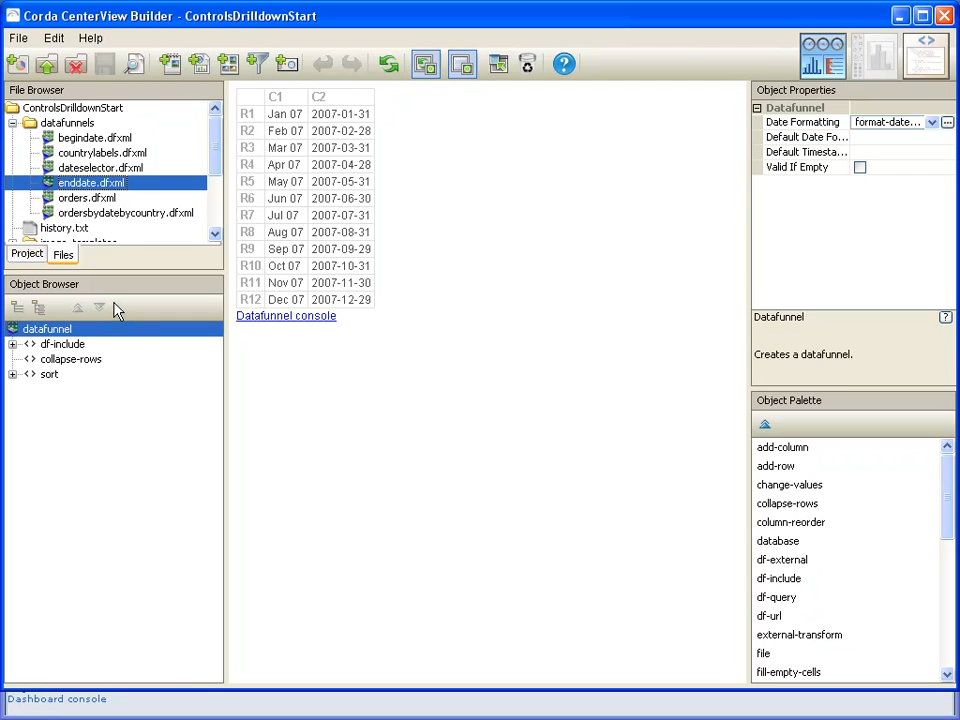 Corda CenterView Builder - ControlsDrilldownStart
File Edit Help
File Browser
ControlsDrilldownStart
datafunnels
begindate.dfxml
countrylabels.dfxml
dateselector.dfxml
enddate.dfxml
orders.dfxml
ordersbydatebycountry.dfxml
history.txt
Project Files
Object Browser
datafunnel
<> df-include
<> collapse-rows
<> sort
C1 C2
R1 Jan 07 2007-01-31
R2 Feb 07 2007-02-28
R3 Mar 07 2007-03-31
R4 Apr 07 2007-04-28
R5 May 07 2007-05-31
R6 Jun 07 2007-06-30
R7 Jul 07 2007-07-31
R8 Aug 07 2007-08-31
R9 Sep 07 2007-09-29
R10 Oct 07 2007-10-31
R11 Nov 07 2007-11-30
R12 Dec 07 2007-12-29
Datafunnel console
Object Properties
Datafunnel
Date Formatting format-date... ...
Default Date Fo...
Default Timesta...
Valid If Empty
Datafunnel ?
Creates a datafunnel.
Object Palette
add-column
add-row
change-values
collapse-rows
column-reorder
database
df-external
df-include
df-query
df-url
external-transform
file
fill-empty-cells
Dashboard console